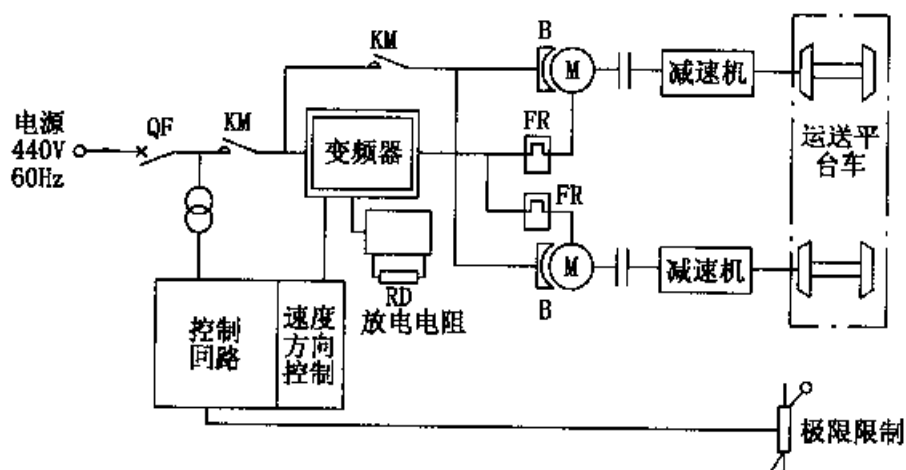 KM
B
M
减速机
电源
440V
60Hz
QF
KM
变频器
FR
运送平
台车
FR
控制
回路
速度
方向
控制
RD
放电电阻
M
B
减速机
极限限制